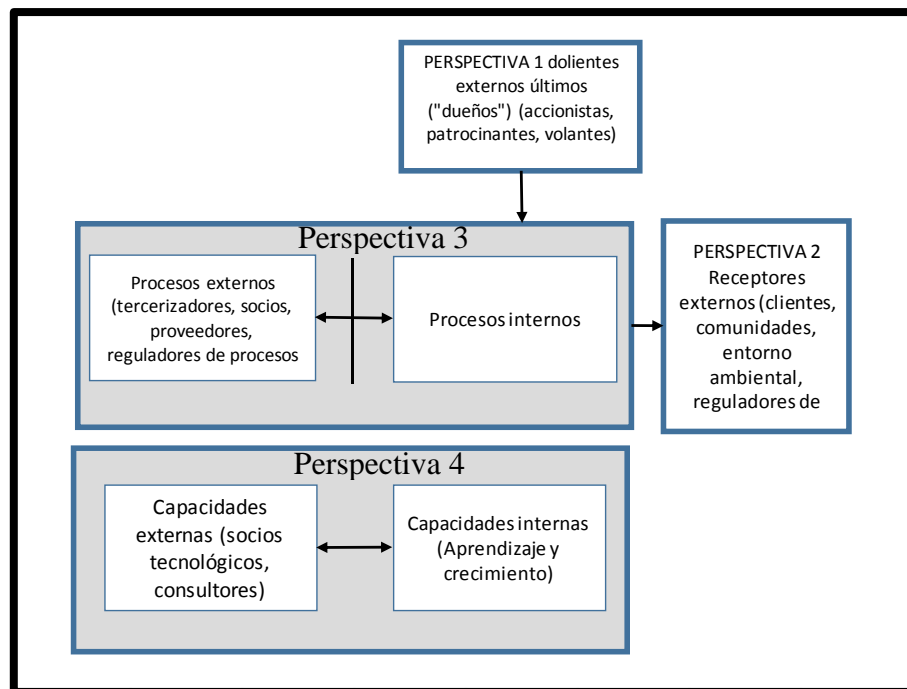 PERSPECTIVA 1 dolientes
externos últimos
("dueños") (accionistas,
patrocinantes, volantes)
Perspectiva 3
Procesos externos
(tercerizadores, socios,
proveedores,
reguladores de procesos
Procesos internos
PERSPECTIVA 2
Receptores
externos (clientes,
comunidades,
entorno
ambiental,
reguladores de
Perspectiva 4
Capacidades
externas (socios
tecnológicos,
consultores)
Capacidades internas
(Aprendizaje y
crecimiento)